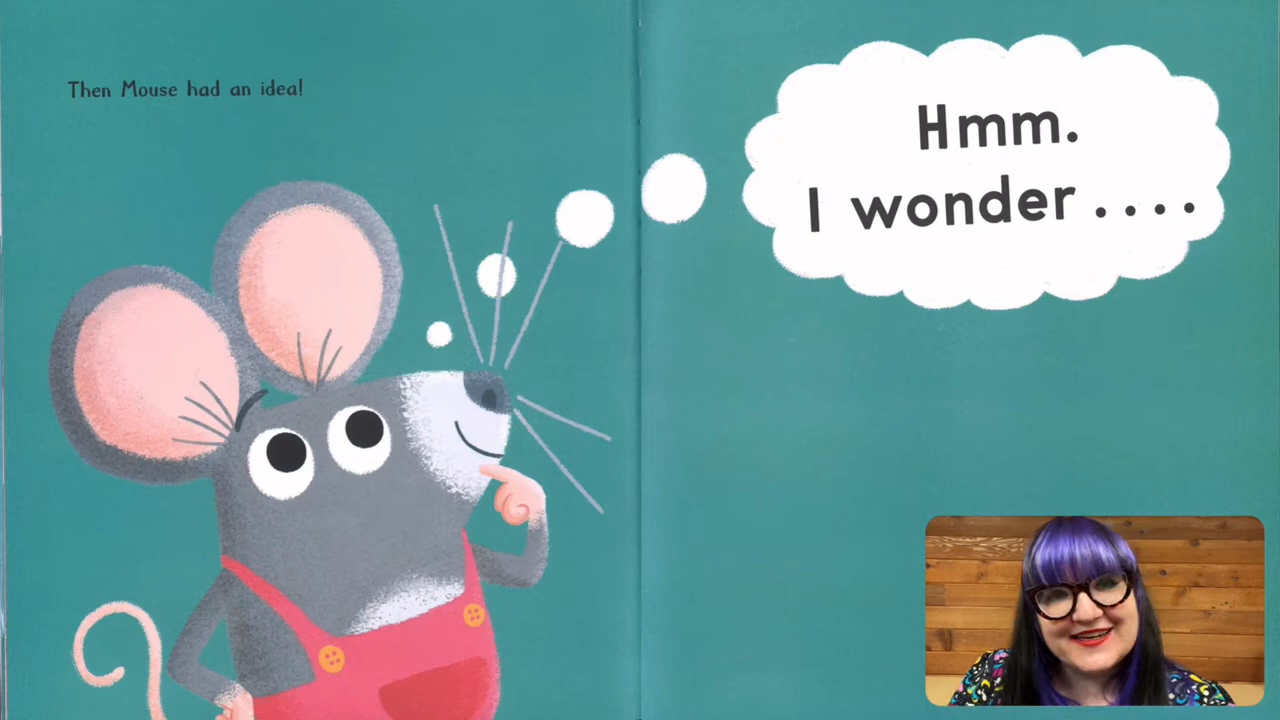 Then Mouse had an idea!
Hmm.
I wonder . . . .